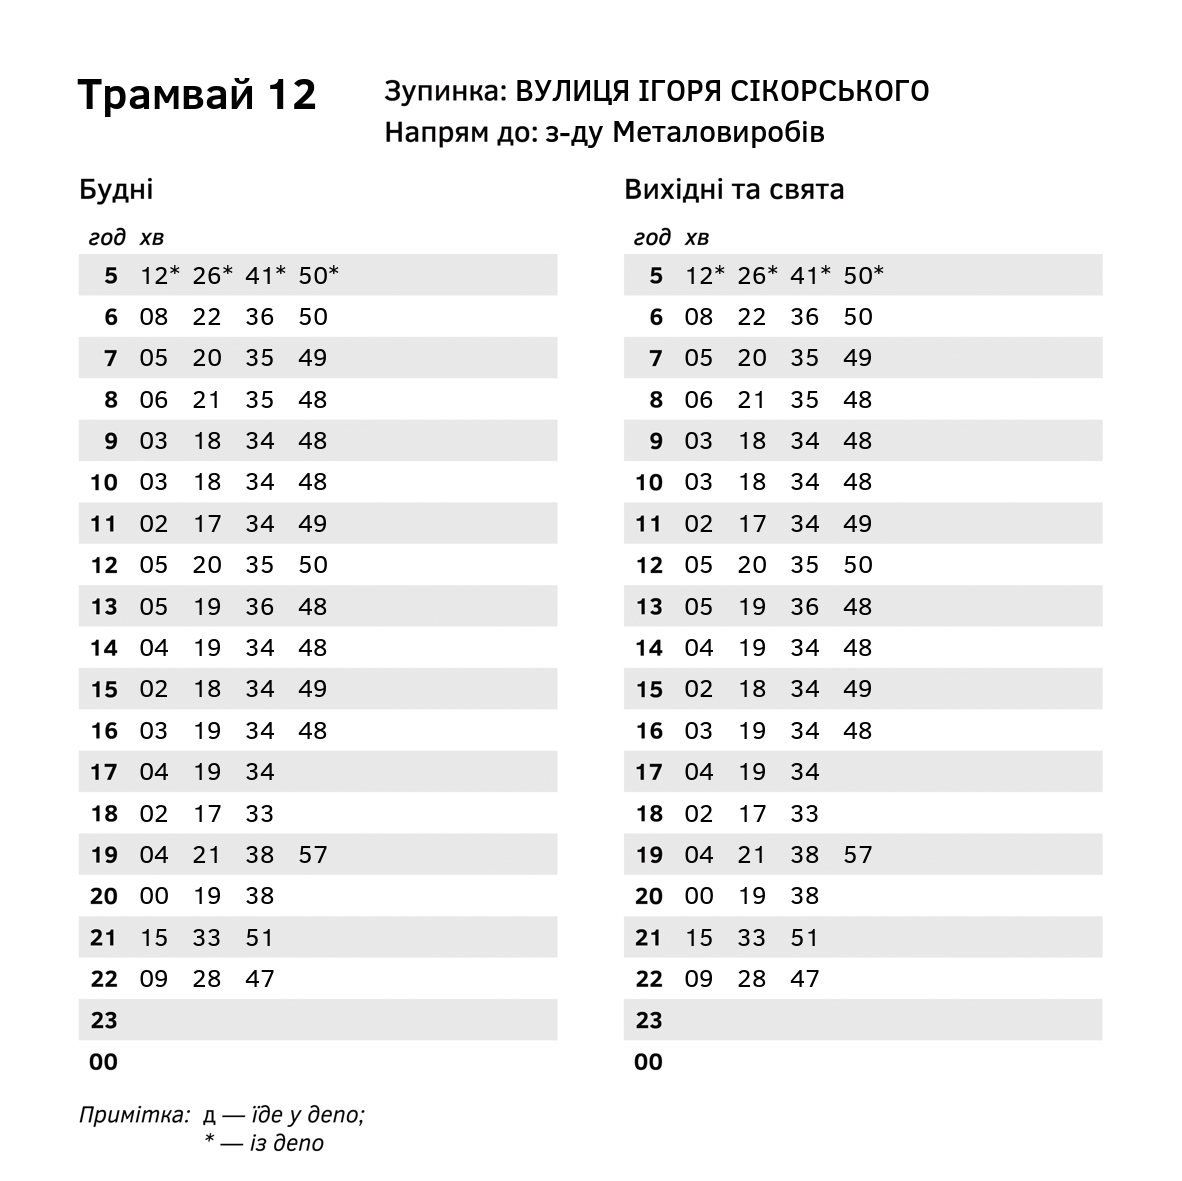 Трамвай 12
Зупинка: ВУЛИЦЯ ІГОРЯ СІКОРСЬКОГО
Напрям до: з-ду Металовиробів
Будні
год хв
5 12* 26* 41* 50*
6 08 22 36 50
7 05 20 35 49
8 06 21 35 48
9 03 18 34 48
10 03 18 34 48
11 02 17 34 49
12 05 20 35 50
13 05 19 36 48
14 04 19 34 48
15 02 18 34 49
16 03 19 34 48
17 04 19 34
18 02 17 33
19 04 21 38 57
20 00 19 38
21 15 33 51
22 09 28 47
23
00
Вихідні та свята
год хв
5 12* 26* 41* 50*
6 08 22 36 50
7 05 20 35 49
8 06 21 35 48
9 03 18 34 48
10 03 18 34 48
11 02 17 34 49
12 05 20 35 50
13 05 19 36 48
14 04 19 34 48
15 02 18 34 49
16 03 19 34 48
17 04 19 34
18 02 17 33
19 04 21 38 57
20 00 19 38
21 15 33 51
22 09 28 47
23
00
Примітка: д — їде у депо;
* — із депо